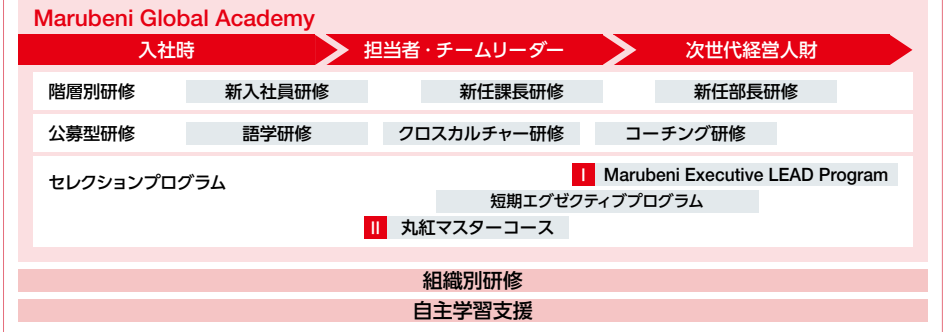 Marubeni Global Academy
入社時 担当者・チームリーダー 次世代経営人財
階層別研修 新入社員研修 新任課長研修 新任部長研修
公募型研修 語学研修 クロスカルチャー研修 コーチング研修
セレクションプログラム
I Marubeni Executive LEAD Program
短期エグゼクティブプログラム
II 丸紅マスターコース
組織別研修
自主学習支援